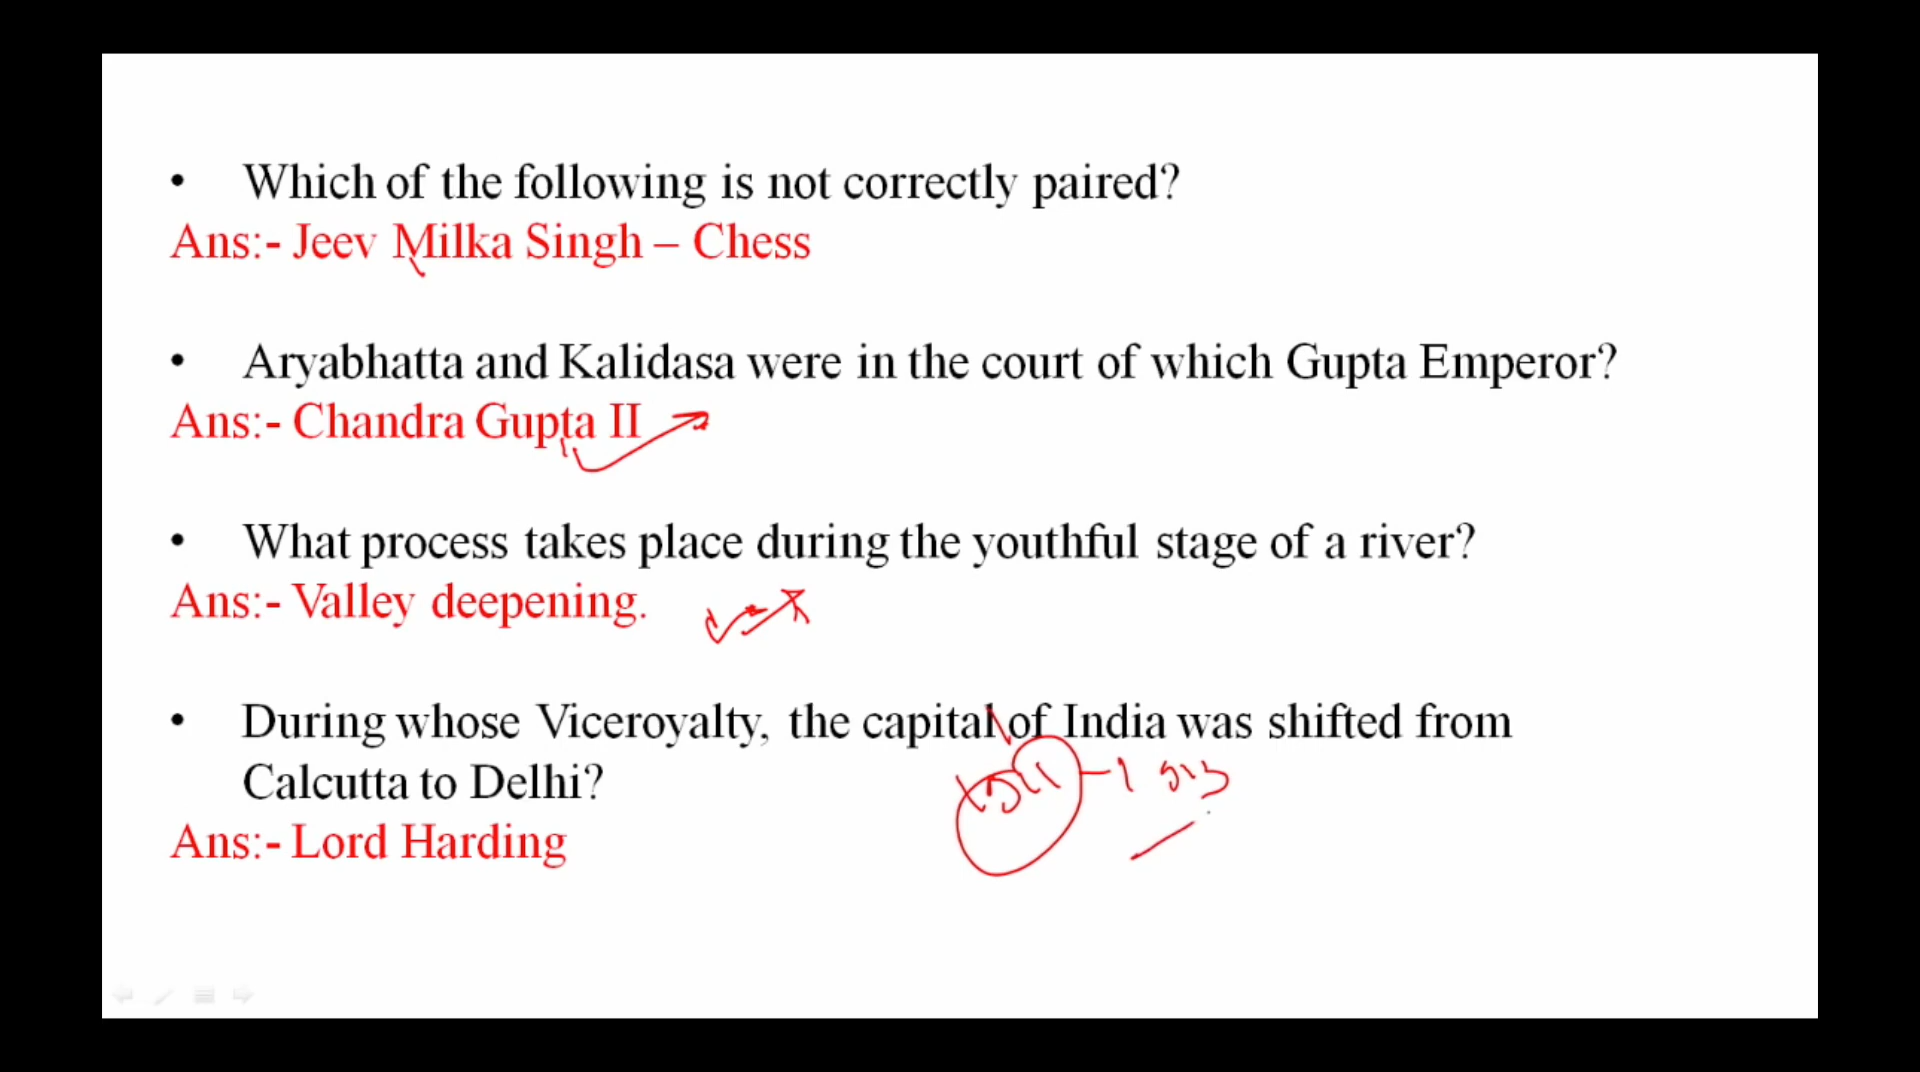 • Which of the following is not correctly paired?
Ans:- Jeev Milka Singh – Chess
• Aryabhatta and Kalidasa were in the court of which Gupta Emperor?
Ans:- Chandra Gupta II
• What process takes place during the youthful stage of a river?
Ans:- Valley deepening.
• During whose Viceroyalty, the capital of India was shifted from
Calcutta to Delhi?
Ans:- Lord Harding